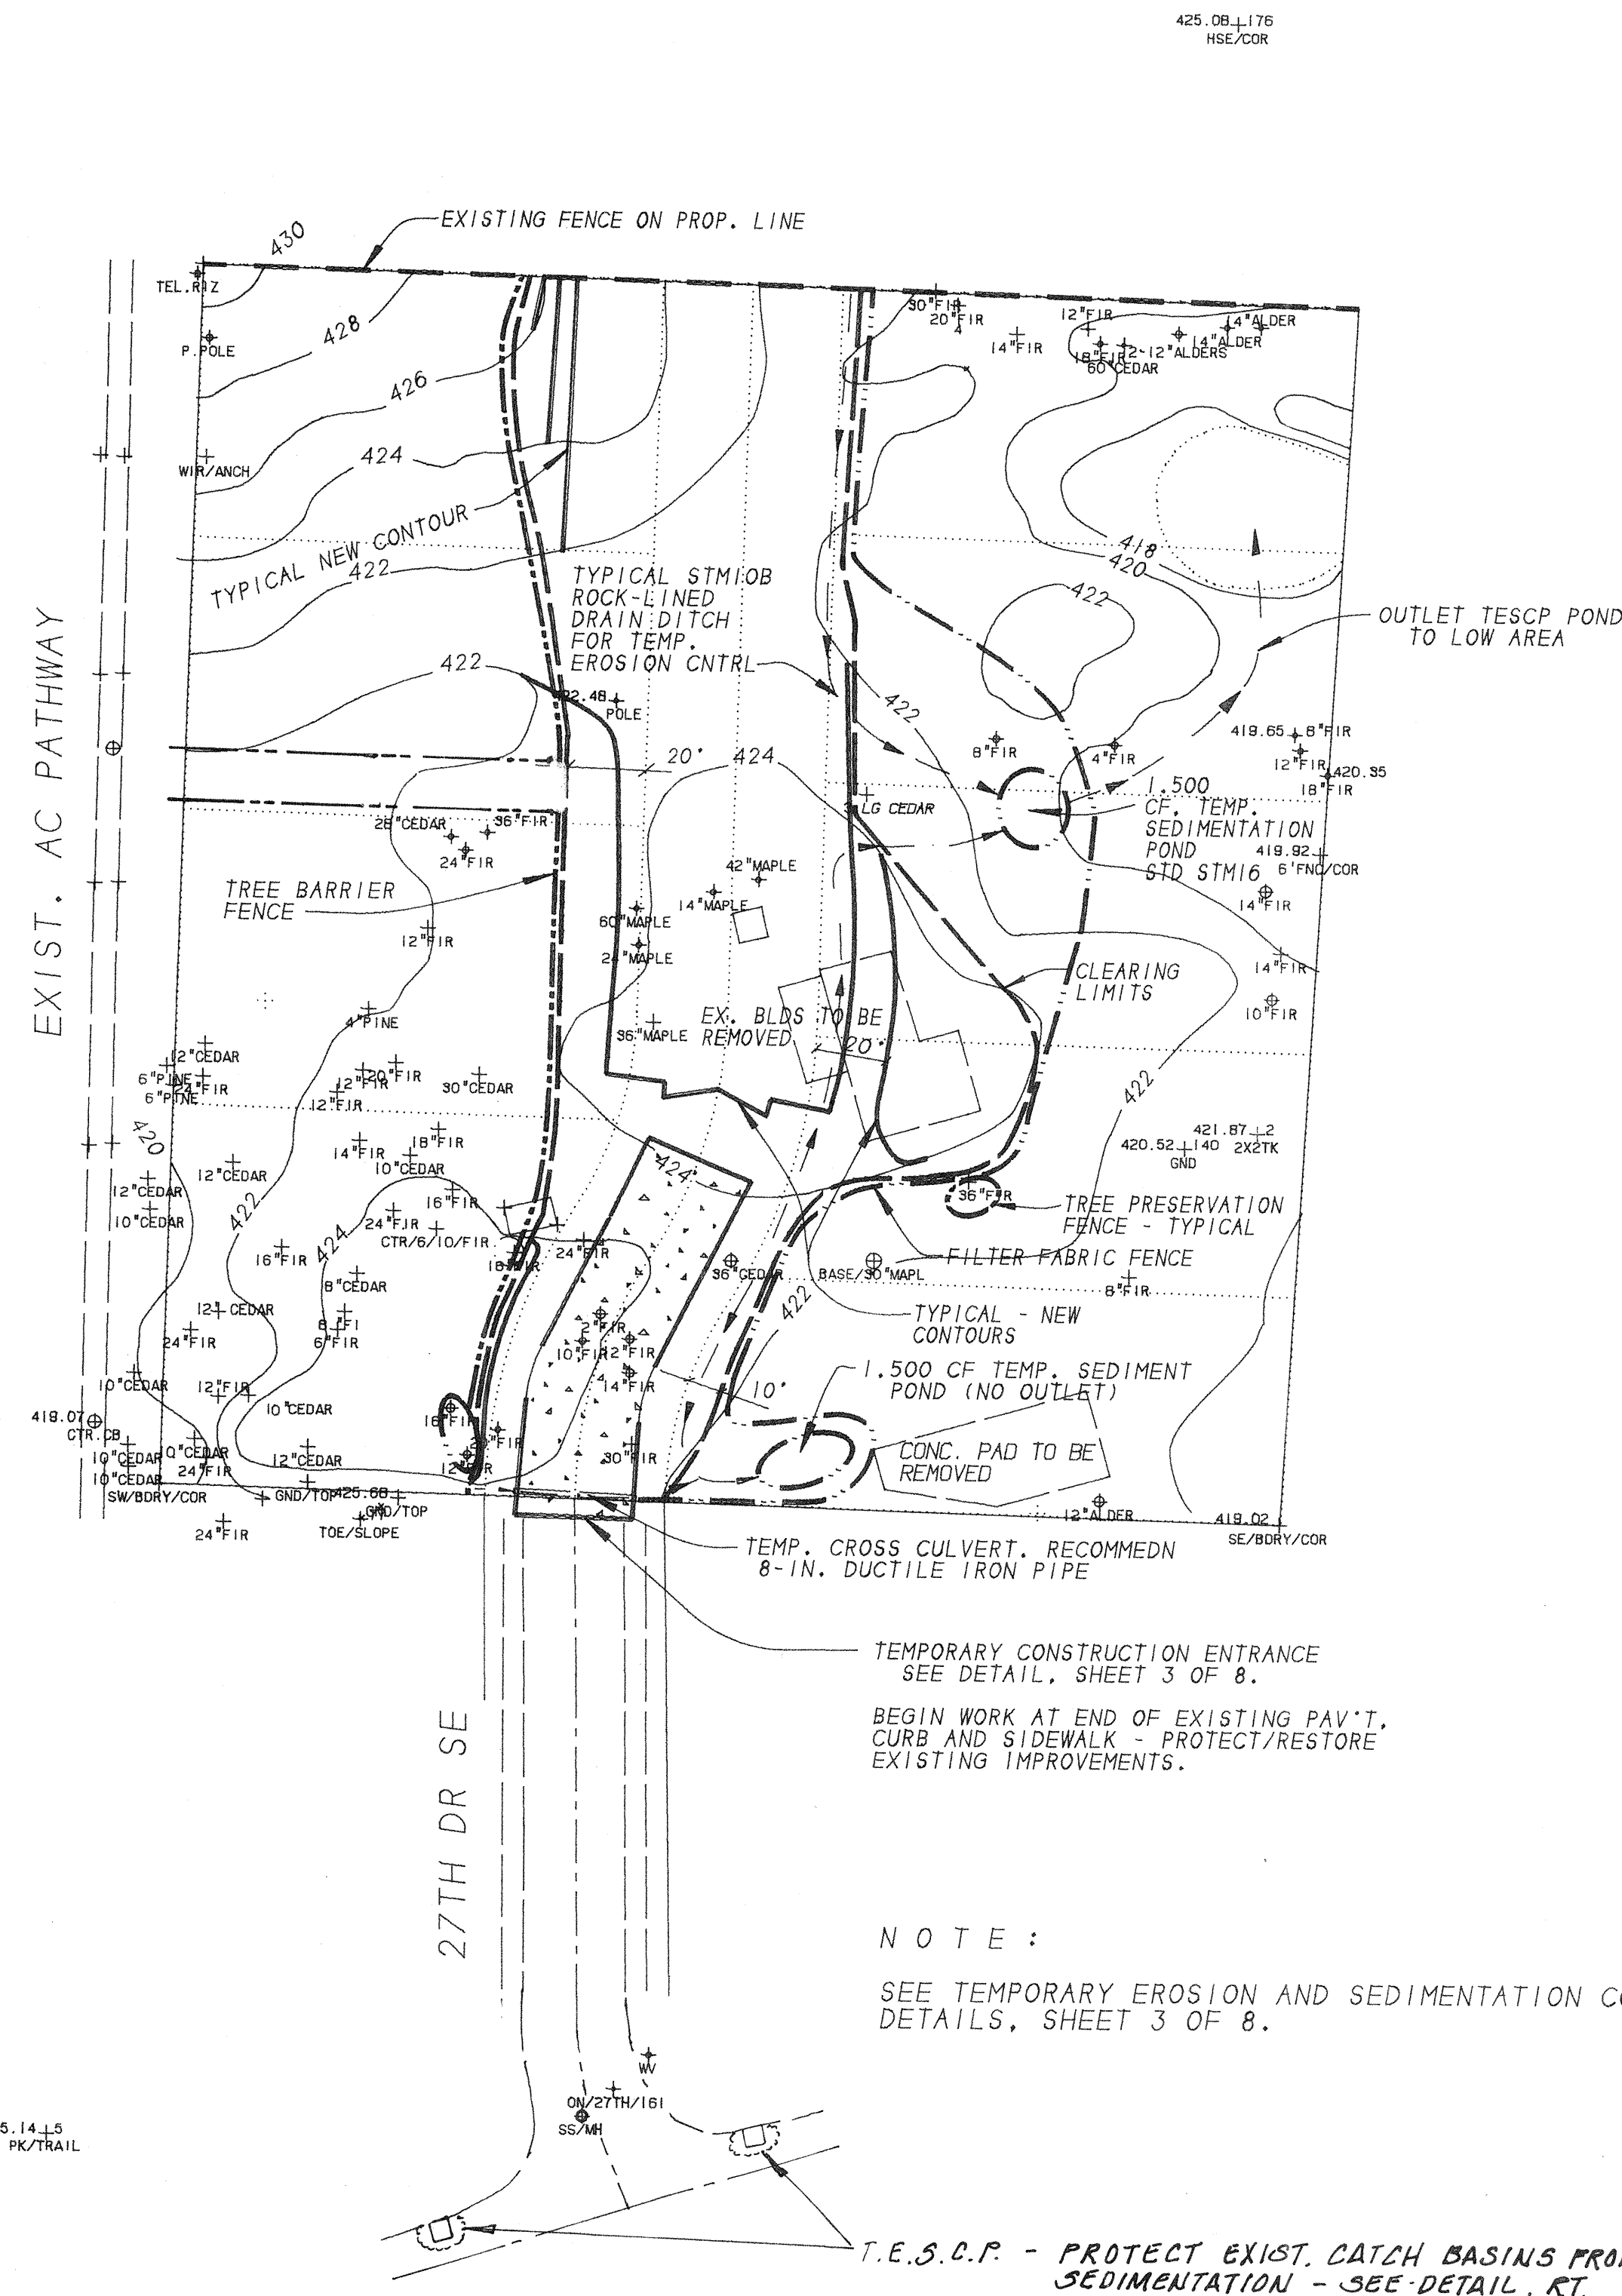 425.08 176
HSE/COR
EXISTING FENCE ON PROP. LINE
430
TEL.RIZ
428
P.POLE
30"FIR
20"FIR
14"FIR
12"FIR
18"FIR
60"CEDAR
2-12"ALDERS
14"ALDER
14"ALDER
426
424
WIR/ANCH
TYPICAL NEW CONTOUR
422
418
420
422
TYPICAL STM10B
ROCK-LINED
DRAIN DITCH
FOR TEMP.
EROSION CNTRL
OUTLET TESCP POND
TO LOW AREA
EXIST. AC PATHWAY
422
POLE
422
20'
424
8"FIR
4"FIR
419.65 8"FIR
12"FIR
420.35
18"FIR
LG CEDAR
1.500
CF. TEMP.
SEDIMENTATION
POND
STD STM16
419.92
6'FNC/COR
14"FIR
36"FIR
24"FIR
42"MAPLE
14"MAPLE
60"MAPLE
24"MAPLE
TREE BARRIER
FENCE
12"FIR
14"FIR
10"FIR
CLEARING
LIMITS
4"PINE
36"MAPLE
EX. BLDS TO BE
REMOVED
20'
12"CEDAR
6"PINE
24"FIR
6"PINE
12"FIR
20"FIR
12"FIR
30"CEDAR
422
420
421.87 2
2X2TK
420.52 140
GND
14"FIR
18"FIR
10"CEDAR
12"CEDAR
12"CEDAR
10"CEDAR
16"FIR
424
36"FIR
TREE PRESERVATION
FENCE - TYPICAL
422
24"FIR
CTR/6/10/FIR
424
16"FIR
24"FIR
36"CEDAR
BASE/30"MAPL
FILTER FABRIC FENCE
8"CEDAR
8"FIR
422
12 CEDAR
24"FIR
6"FIR
TYPICAL - NEW
CONTOURS
2"FIR
10"FIR
12"FIR
14"FIR
10"CEDAR
12"FIR
10"CEDAR
10'
1.500 CF TEMP. SEDIMENT
POND (NO OUTLET)
419.07
CTR.CB
16"FIR
10"CEDAR
10"CEDAR
24"FIR
12"CEDAR
30"FIR
CONC. PAD TO BE
REMOVED
10"CEDAR
SW/BDRY/COR
GND/TOP
425.68
GND/TOP
24"FIR
TOE/SLOPE
12"ALDER
419.02
SE/BDRY/COR
TEMP. CROSS CULVERT. RECOMMEDN
8-IN. DUCTILE IRON PIPE
TEMPORARY CONSTRUCTION ENTRANCE
SEE DETAIL, SHEET 3 OF 8.
BEGIN WORK AT END OF EXISTING PAV'T,
CURB AND SIDEWALK - PROTECT/RESTORE
EXISTING IMPROVEMENTS.
27TH DR SE
NOTE:
SEE TEMPORARY EROSION AND SEDIMENTATION
DETAILS, SHEET 3 OF 8.
WV
ON/27TH/161
SS/MH
5.14 5
PK/TRAIL
T.E.S.C.P. - PROTECT EXIST. CATCH BASINS FROM
SEDIMENTATION - SEE DETAIL, RT.